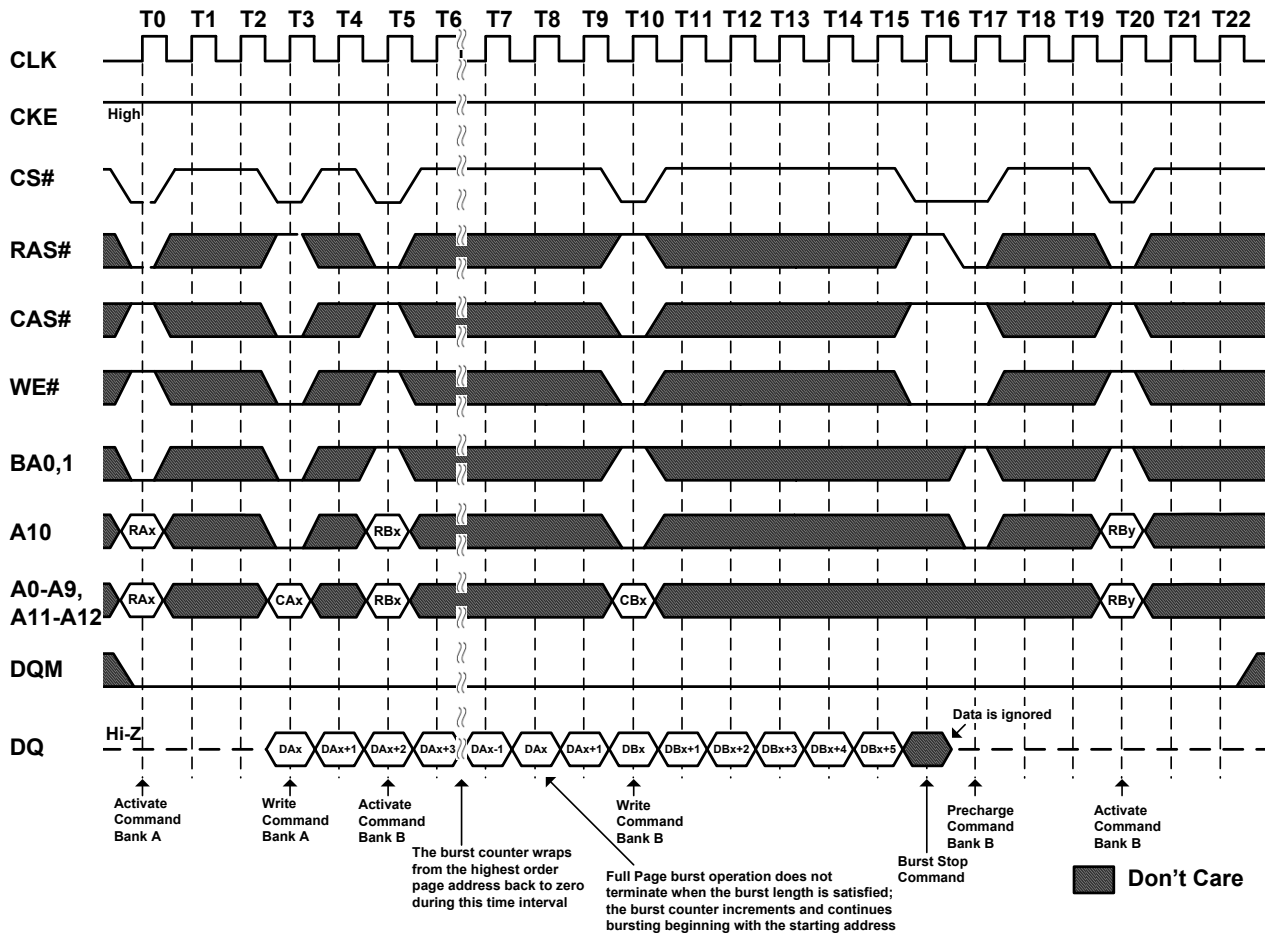 T0 T1 T2 T3 T4 T5 T6 T7 T8 T9 T10 T11 T12 T13 T14 T15 T16 T17 T18 T19 T20 T21 T22
CLK
CKE High
CS#
RAS#
CAS#
WE#
BA0,1
A10 RAx RBx RBy
A0-A9,
A11-A12 RAx CAx RBx CBx RBy
DQM
Data is ignored
DQ Hi-Z DAx DAx+1 DAx+2 DAx+3 DAx-1 DAx DAx+1 DBx DBx+1 DBx+2 DBx+3 DBx+4 DBx+5
Activate
Command
Bank A
Write
Command
Bank A
Activate
Command
Bank B
The burst counter wraps
from the highest order
page address back to zero
during this time interval
Full Page burst operation does not
terminate when the burst length is satisfied;
the burst counter increments and continues
bursting beginning with the starting address
Write
Command
Bank B
Burst Stop
Command
Precharge
Command
Bank B
Activate
Command
Bank B
Don't Care